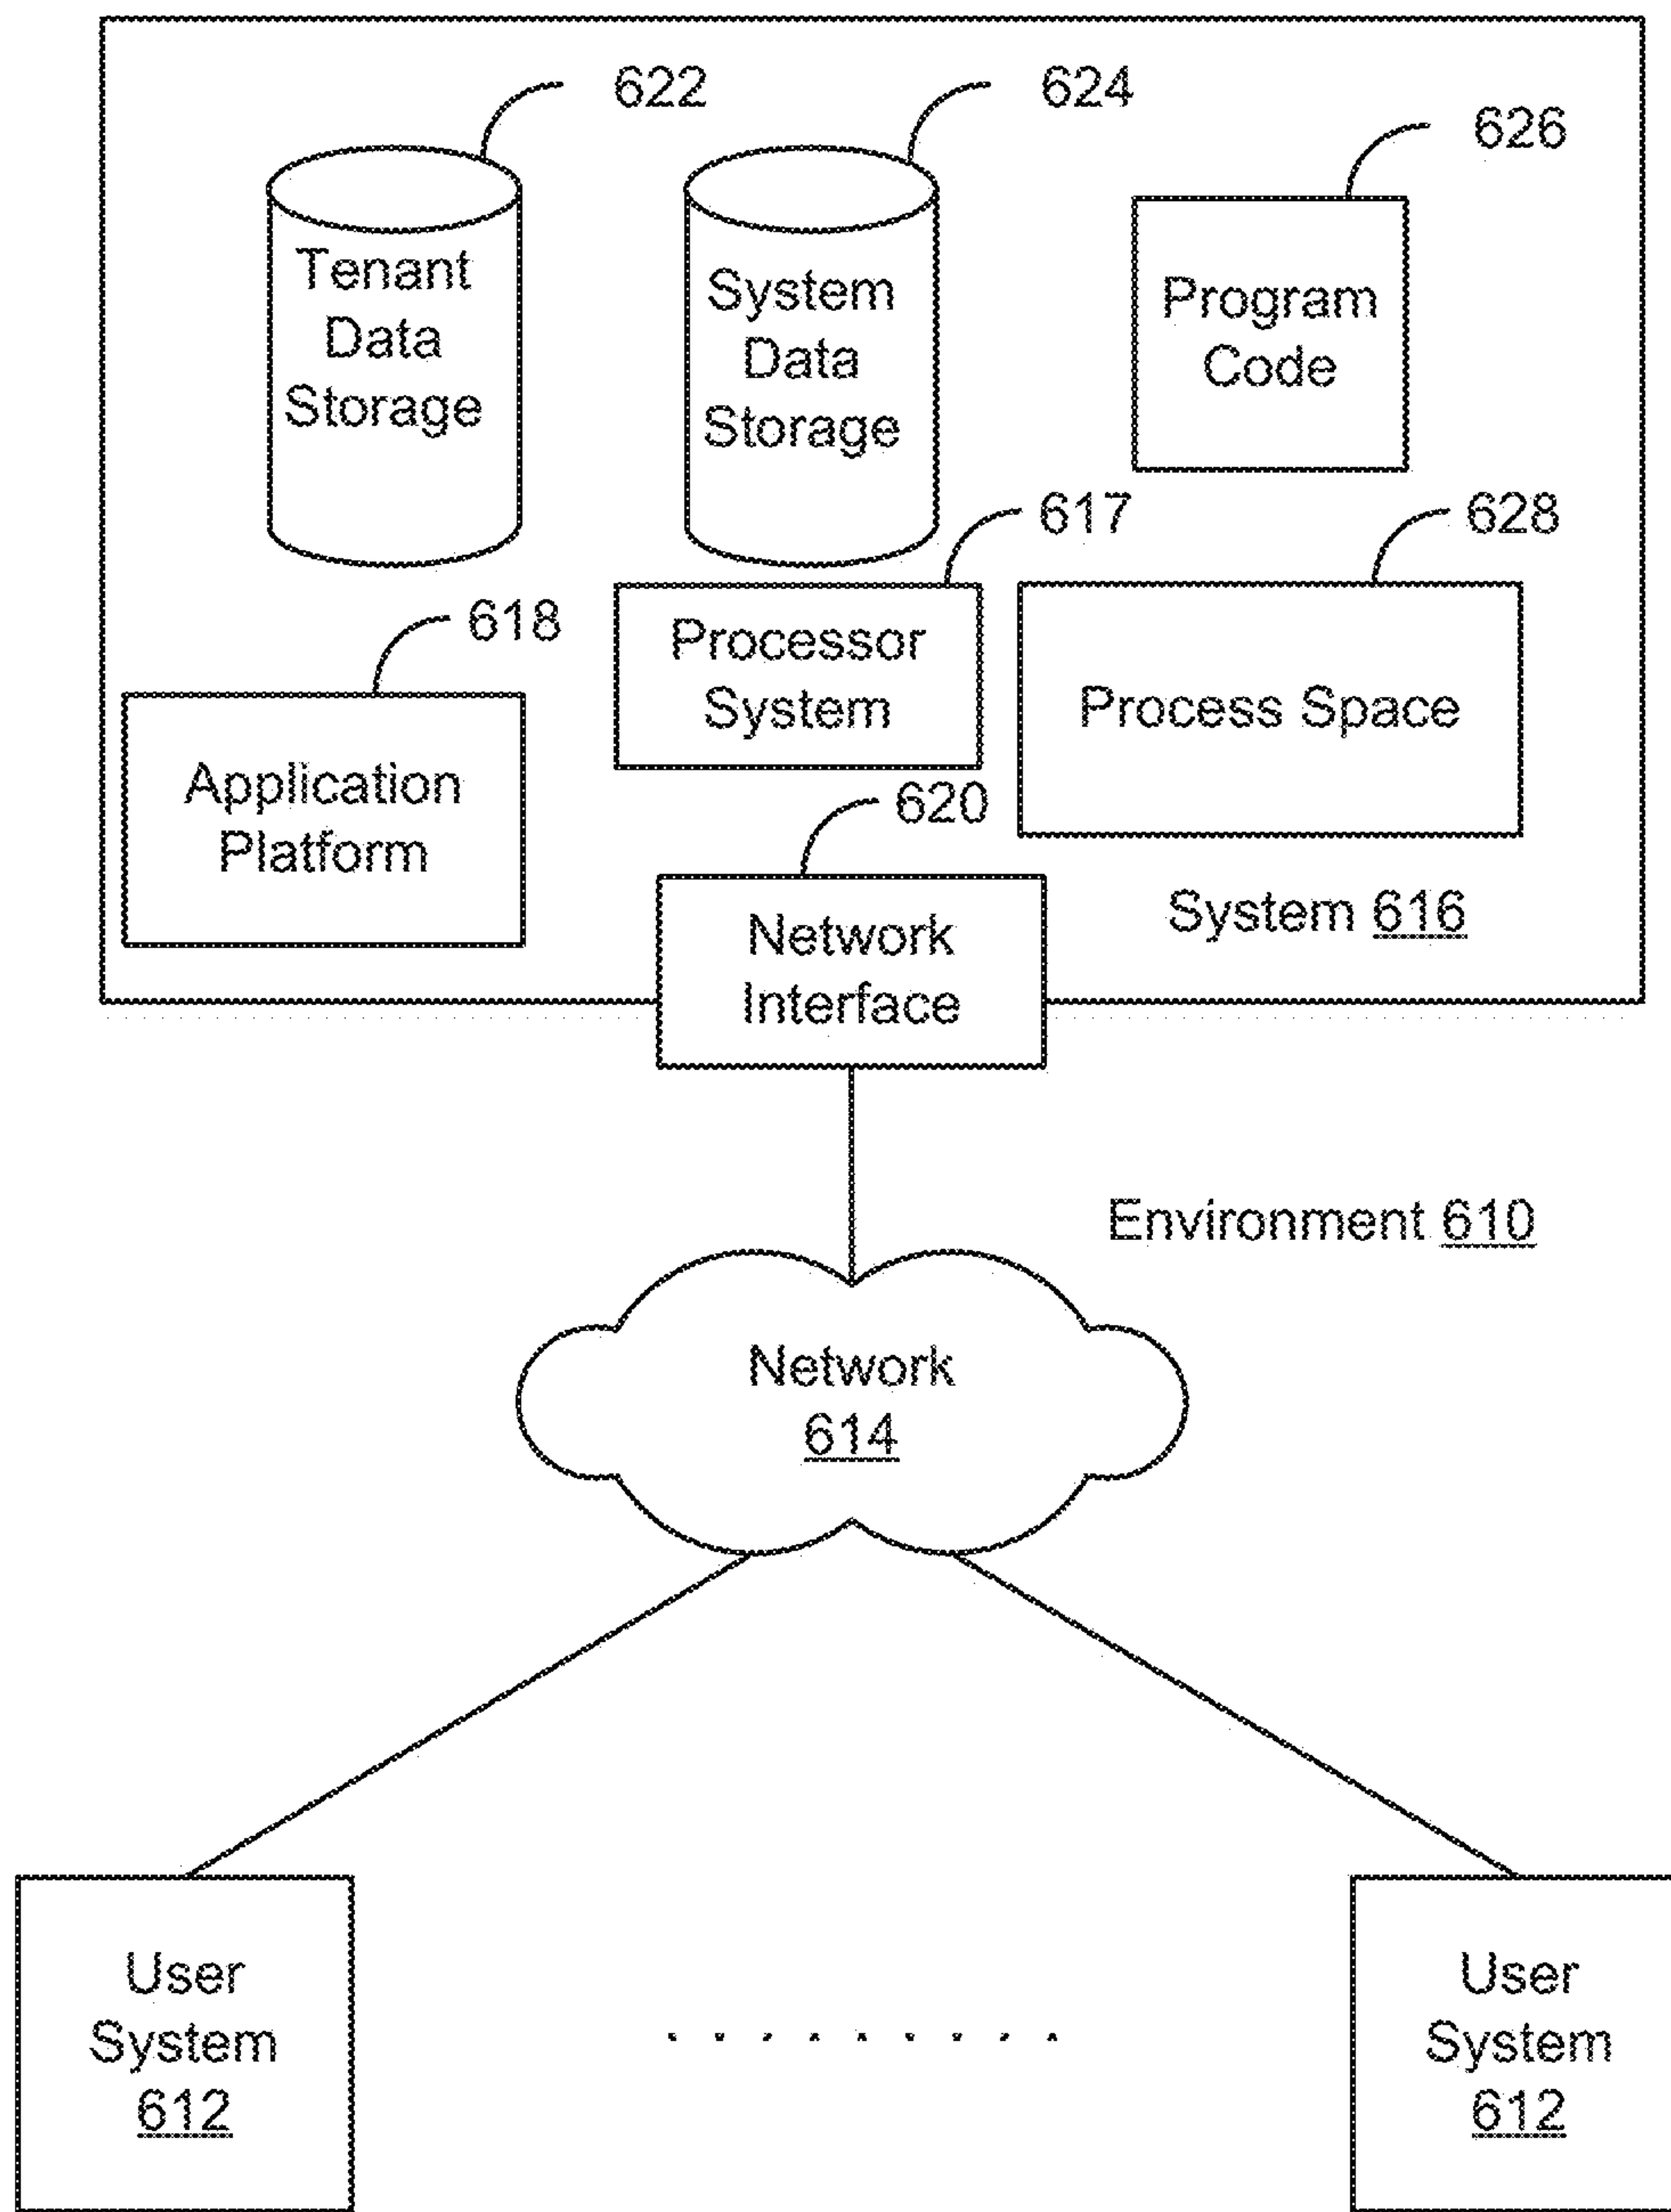 622
624
626
Tenant
Data
Storage
System
Data
Storage
Program
Code
617
628
618
Processor
System
Process Space
Application
Platform
620
System 616
Network
Interface
Environment 610
Network
614
User
System
612
User
System
612